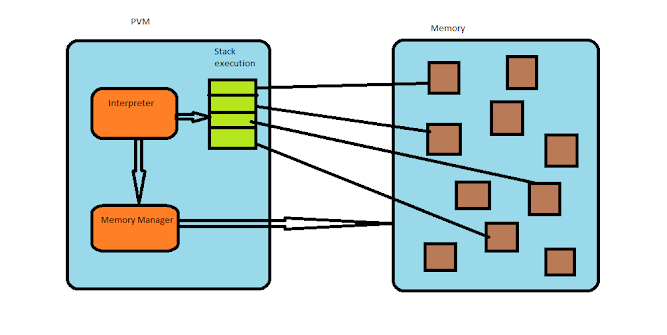 PVM
Memory
Stack
execution
Interpreter
Memory Manager